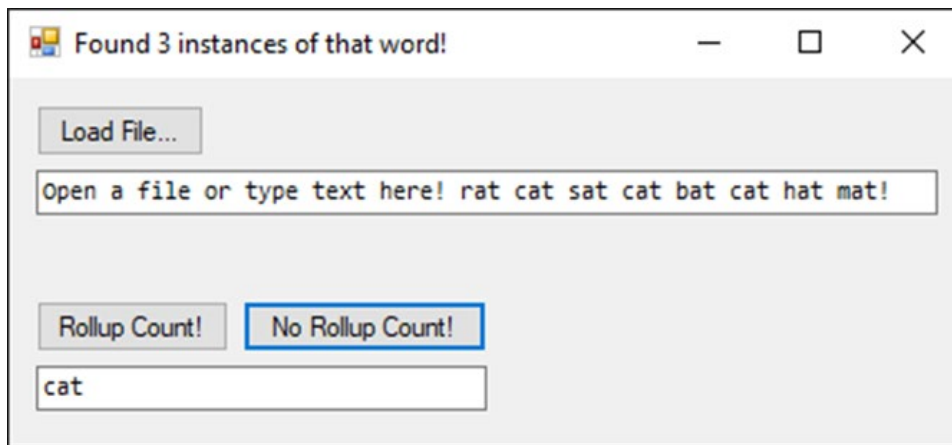 Found 3 instances of that word!
Load File...
Open a file or type text here! rat cat sat cat bat cat hat mat!
Rollup Count! No Rollup Count!
cat